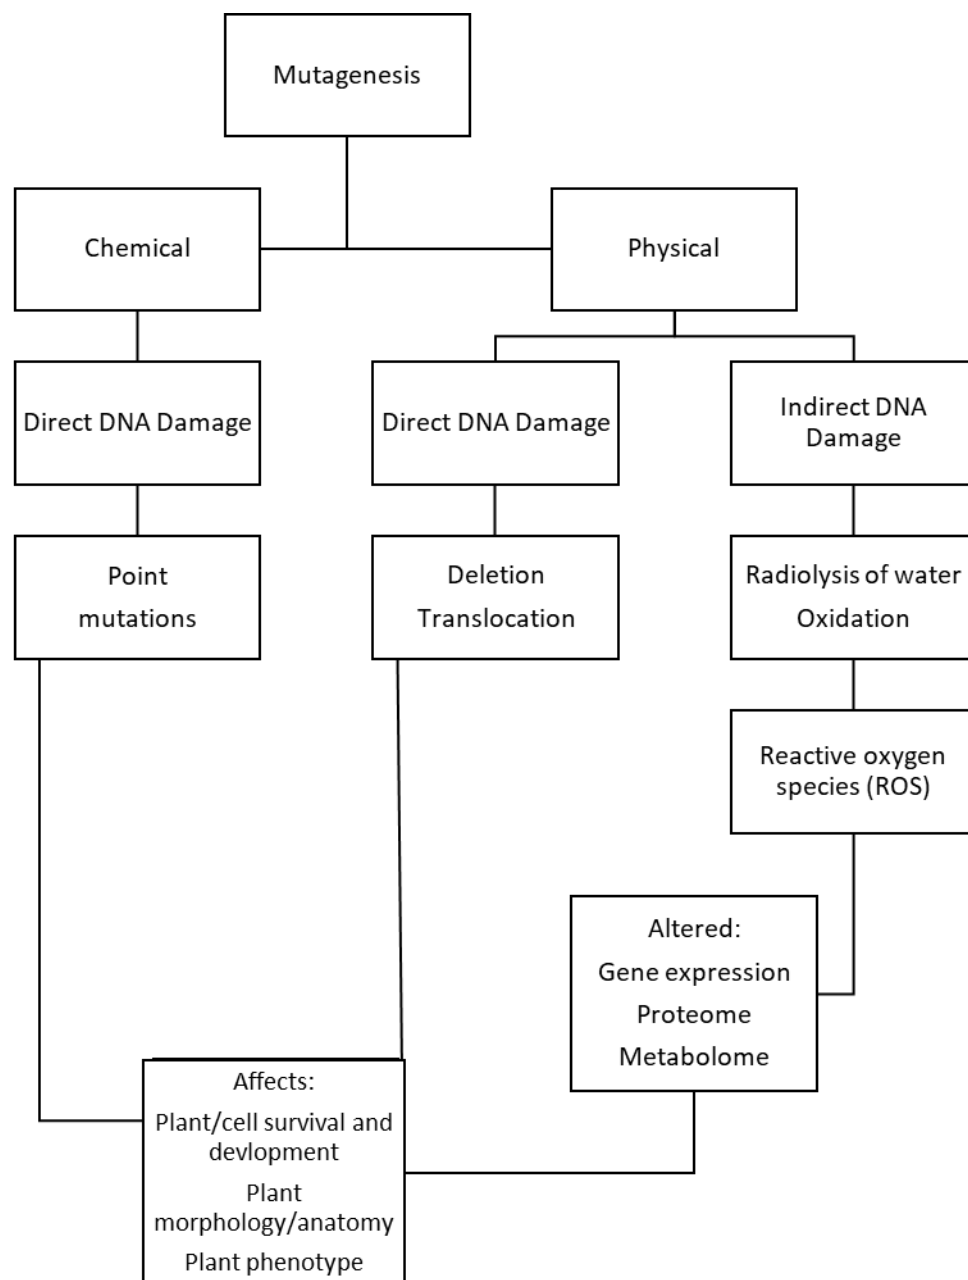 Mutagenesis
Chemical
Physical
Direct DNA Damage
Direct DNA Damage
Indirect DNA
Damage
Point
mutations
Deletion
Translocation
Radiolysis of water
Oxidation
Reactive oxygen
species (ROS)
Altered:
Gene expression
Proteome
Metabolome
Affects:
Plant/cell survival and
devlopment
Plant
morphology/anatomy
Plant phenotype